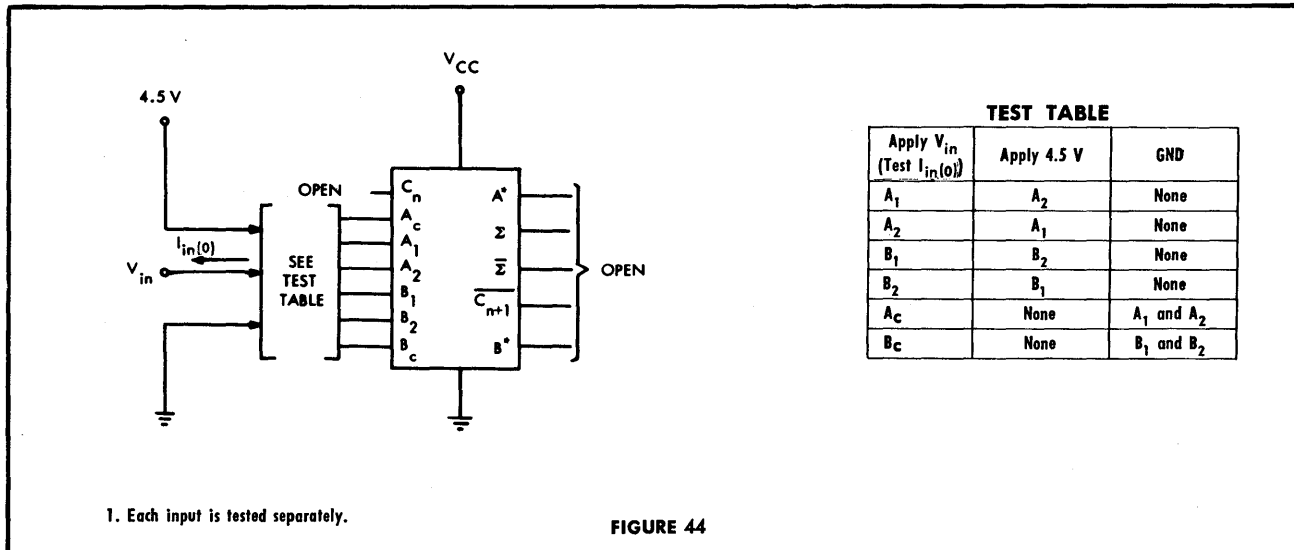 V_CC
4.5 V
OPEN
C_n
A_c
A_1
A_2
B_1
B_2
B_c
A*
Σ
Σ̅
C̅_n+1
B*
OPEN
I_in(0)
V_in
SEE
TEST
TABLE
TEST TABLE
Apply V_in (Test I_in(0)) Apply 4.5 V GND
A_1 A_2 None
A_2 A_1 None
B_1 B_2 None
B_2 B_1 None
A_c None A_1 and A_2
B_c None B_1 and B_2
1. Each input is tested separately.
FIGURE 44